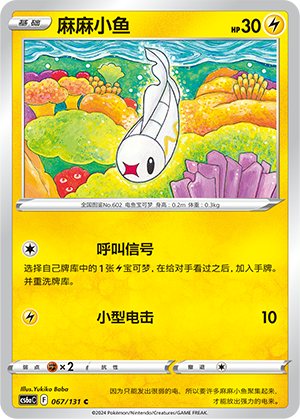 基础 麻麻小鱼 HP30
全国图鉴No.602 电鱼宝可梦 身高：0.2m 体重：0.3kg
呼叫信号
选择自己牌库中的1张宝可梦，在给对手看过之后，加入手牌。
并重洗牌库。
小型电击 10
弱点 ×2 抵抗力 撤退
Illus.Yukiko Baba
CS6aC F 067/131 C
因为只能发出很弱的电，所以要许多麻麻小鱼聚集起来，
才能放出强力的电击。
©2024 Pokémon/Nintendo/Creatures/GAME FREAK.